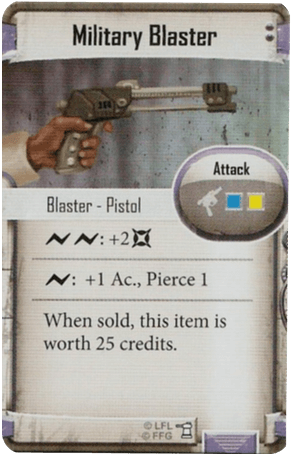 Military Blaster
Attack
Blaster - Pistol
: +2
: +1 Ac., Pierce 1
When sold, this item is
worth 25 credits.
© LFL
© FFG